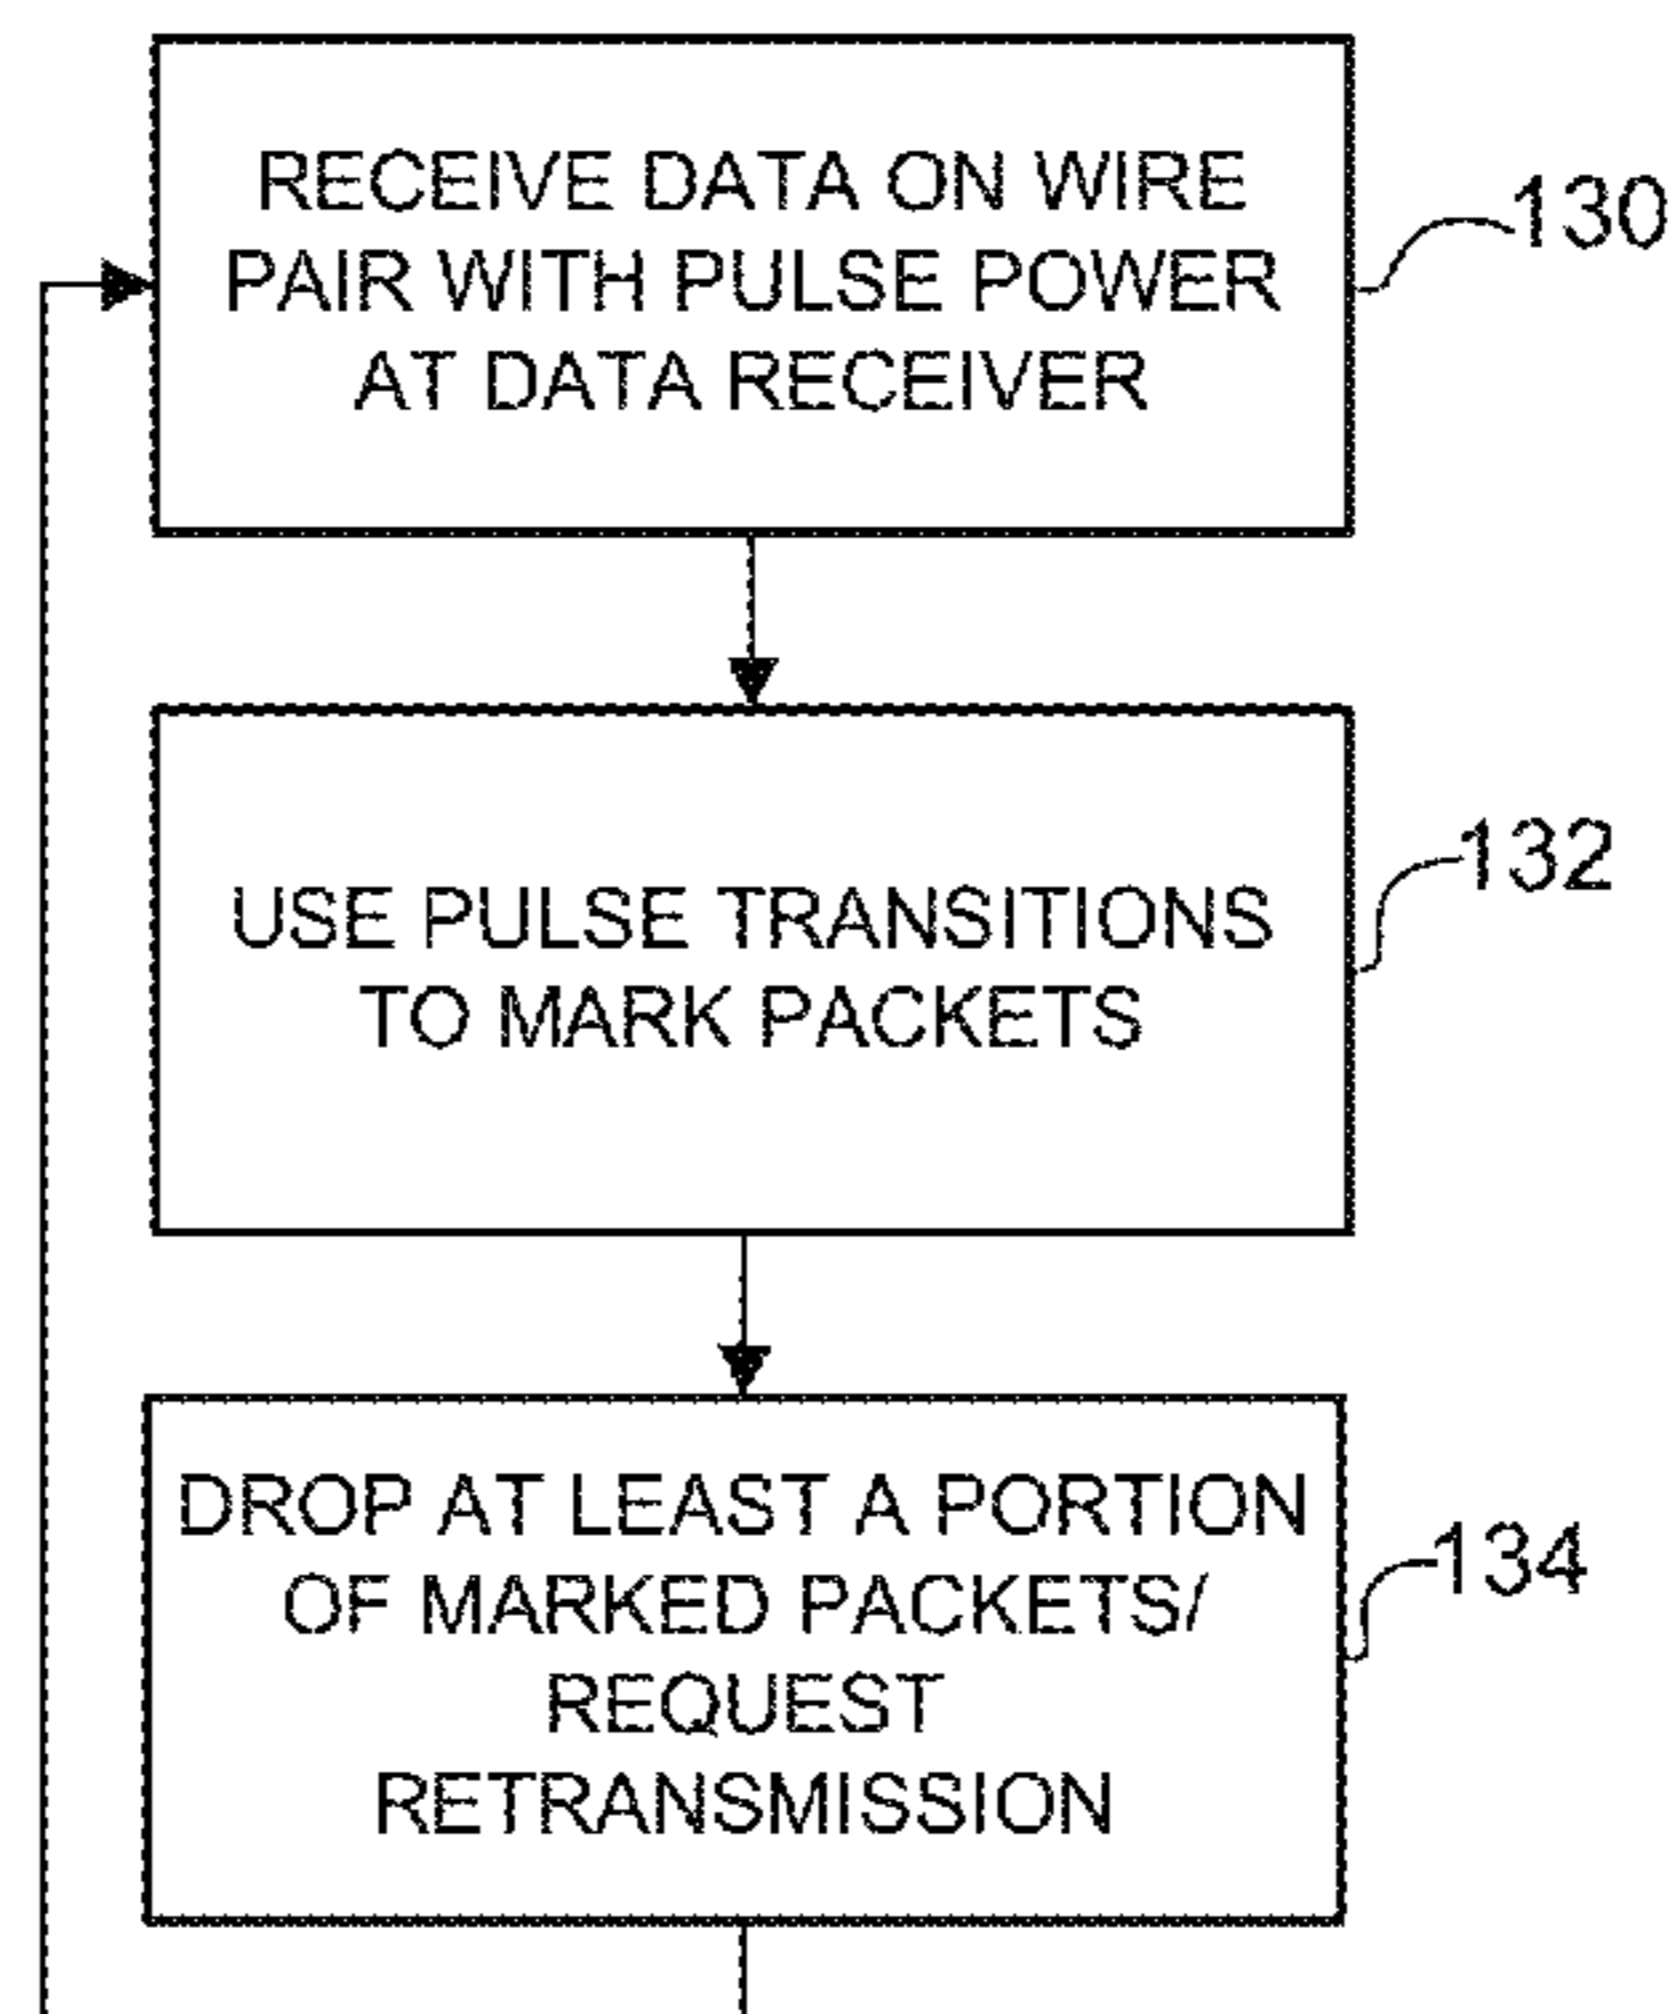 RECEIVE DATA ON WIRE
PAIR WITH PULSE POWER
AT DATA RECEIVER
130
USE PULSE TRANSITIONS
TO MARK PACKETS
132
DROP AT LEAST A PORTION
OF MARKED PACKETS/
REQUEST
RETRANSMISSION
134